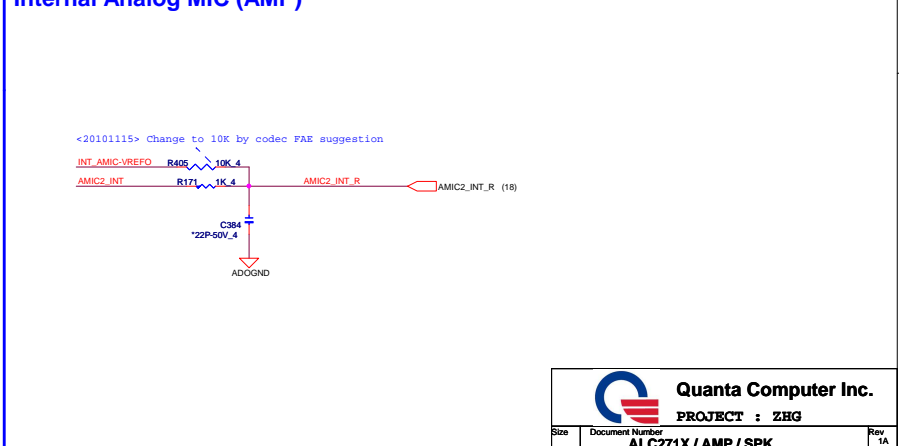 Internal Analog MIC (AMP)
<20101115> Change to 10K by codec FAE suggestion
INT_AMIC-VREFO R405 10K_4
AMIC2_INT R171 1K_4 AMIC2_INT_R AMIC2_INT_R (18)
C384
*22P-50V_4
ADOGND
Quanta Computer Inc.
PROJECT : ZHG
Size Document Number Rev
ALC271X / AMP / SPK 1A